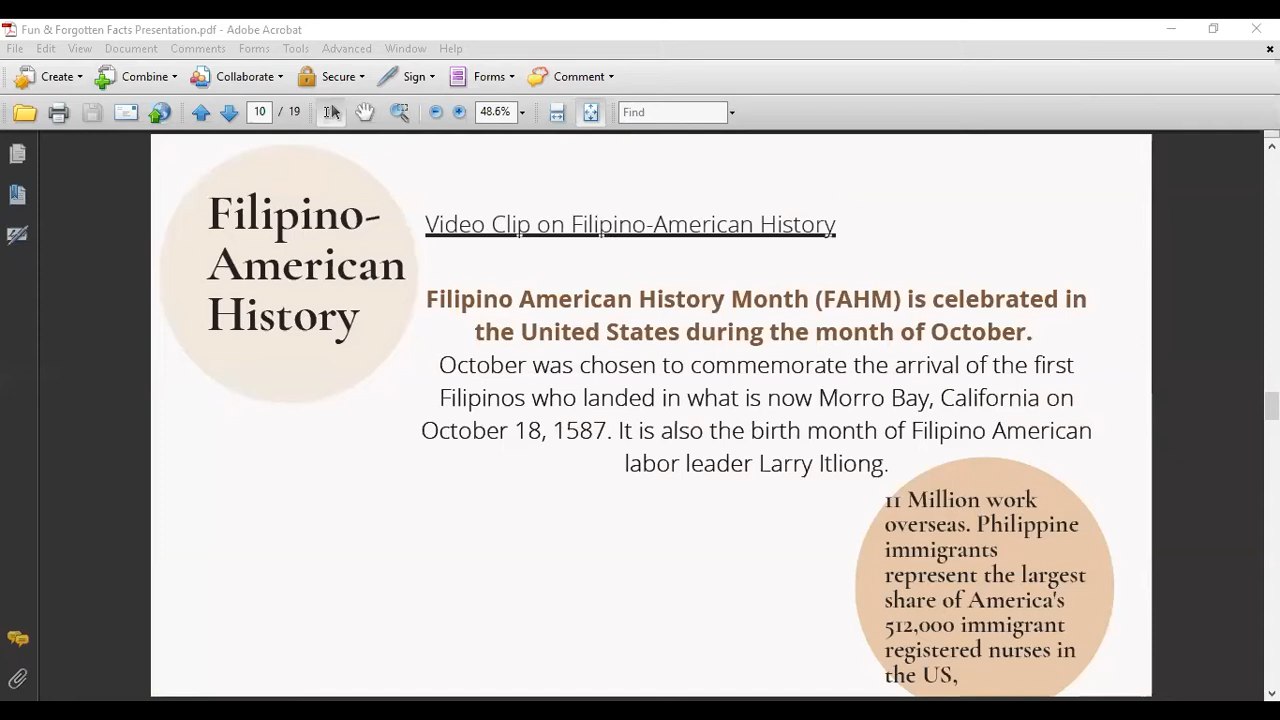 Fun & Forgotten Facts Presentation.pdf - Adobe Acrobat
File Edit View Document Comments Forms Tools Advanced Window Help
Create Combine Collaborate Secure Sign Forms Comment
10 / 19 48.6% Find
Filipino-
American
History
Video Clip on Filipino-American History
Filipino American History Month (FAHM) is celebrated in
the United States during the month of October.
October was chosen to commemorate the arrival of the first
Filipinos who landed in what is now Morro Bay, California on
October 18, 1587. It is also the birth month of Filipino American
labor leader Larry Itliong.
11 Million work
overseas. Philippine
immigrants
represent the largest
share of America's
512,000 immigrant
registered nurses in
the US,